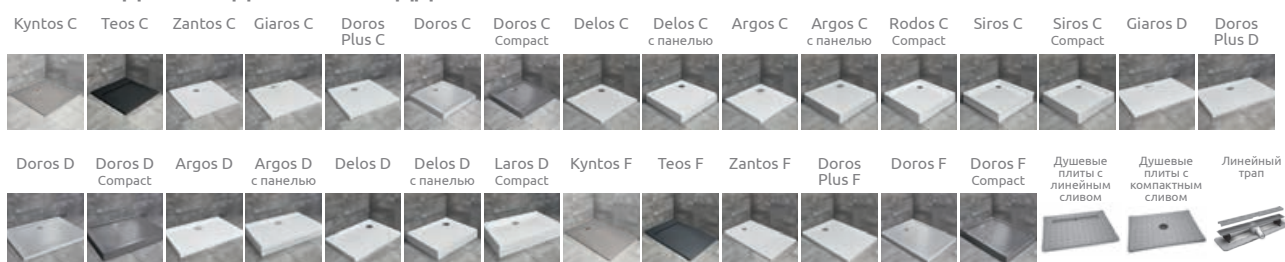 Kyntos C
Teos C
Zantos C
Giaros C
Doros
Plus C
Doros C
Doros C
Compact
Delos C
Delos C
с панелью
Argos C
Argos C
с панелью
Rodos C
Compact
Siros C
Siros C
Compact
Giaros D
Doros
Plus D
Doros D
Doros D
Compact
Argos D
Argos D
с панелью
Delos D
Delos D
с панелью
Laros D
Compact
Kyntos F
Teos F
Zantos F
Doros
Plus F
Doros F
Doros F
Compact
Душевые
плиты с
линейным
сливом
Душевые
плиты с
компактным
сливом
Линейный
трап